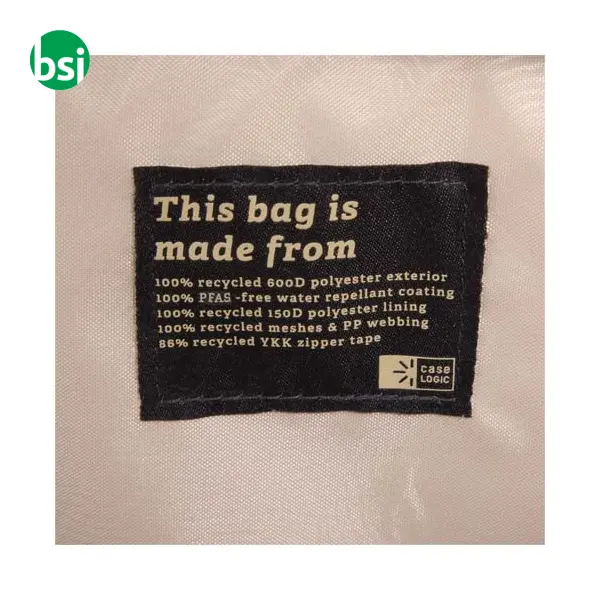 bsi
This bag is
made from
100% recycled 600D polyester exterior
100% PFAS -free water repellant coating
100% recycled 150D polyester lining
100% recycled meshes & PP webbing
86% recycled YKK zipper tape
case
LOGIC